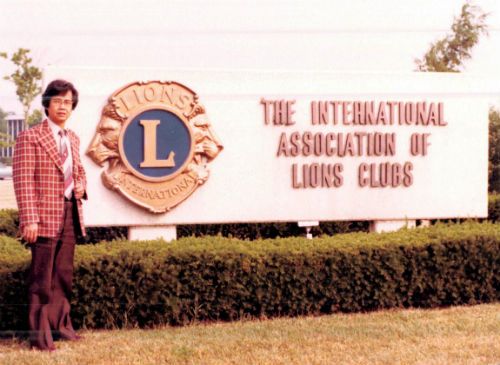 LIONS
L
INTERNATIONAL
THE INTERNATIONAL
ASSOCIATION OF
LIONS CLUBS